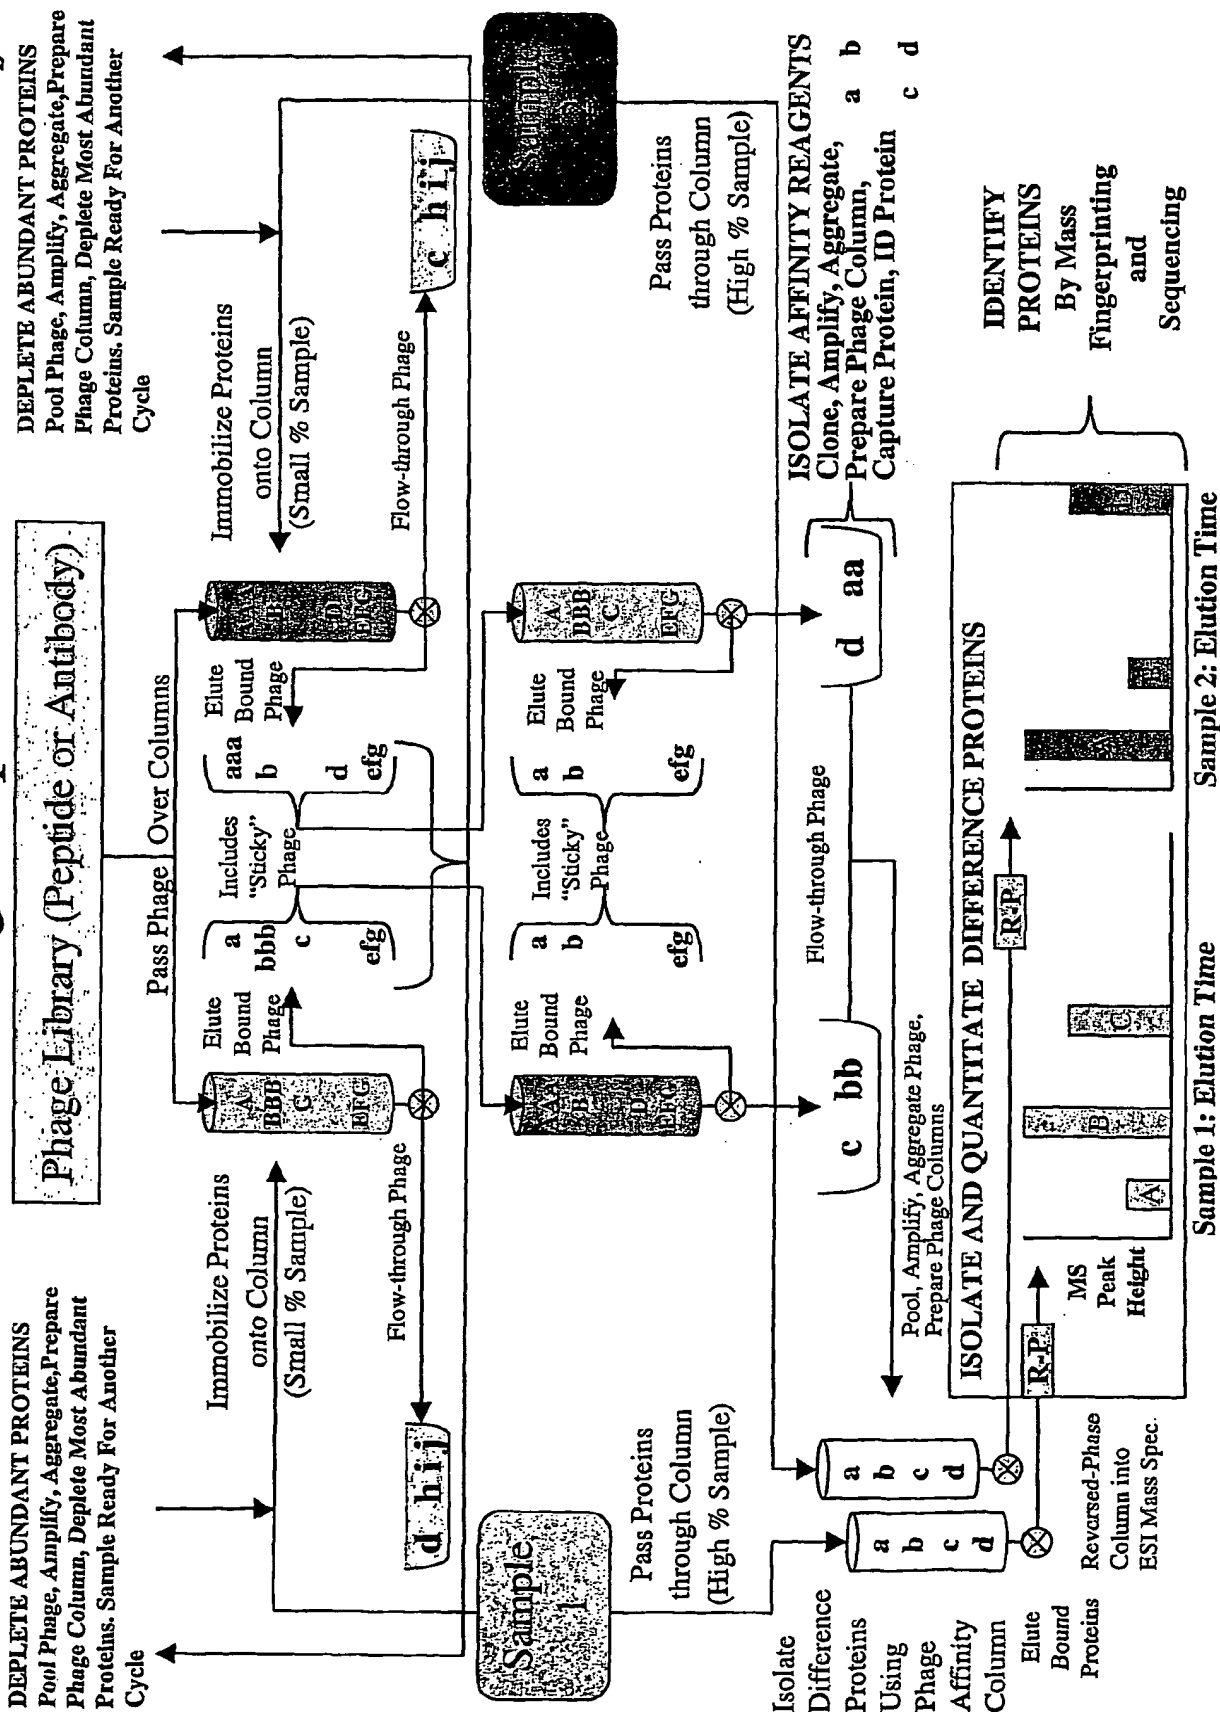 Phage Library (Peptide or Antibody)
DEPLETE ABUNDANT PROTEINS
Pool Phage, Amplify, Aggregate,Prepare
Phage Column, Deplete Most Abundant
Proteins. Sample Ready For Another
Cycle
DEPLETE ABUNDANT PROTEINS
Pool Phage, Amplify, Aggregate,Prepare
Phage Column, Deplete Most Abundant
Proteins. Sample Ready For Another
Cycle
Pass Phage Over Columns
Immobilize Proteins
onto Column
(Small % Sample)
A
BBB
C
EFG
Elute
Bound
Phage
a
bbb
c
efg
Includes
"Sticky"
Phage
aaa
b
d
efg
Elute
Bound
Phage
AAA
B
D
EFG
Immobilize Proteins
onto Column
(Small % Sample)
Flow-through Phage
d h i j
Flow-through Phage
c h i j
Sample
1
Sample
AAA
B
D
EFG
Elute
Bound
Phage
a
b
efg
Includes
"Sticky"
Phage
a
b
efg
Elute
Bound
Phage
A
BBB
C
EFG
Pass Proteins
through Column
(High % Sample)
Pass Proteins
through Column
(High % Sample)
c bb
Flow-through Phage
d aa
ISOLATE AFFINITY REAGENTS
Clone, Amplify, Aggregate,
Prepare Phage Column,
Capture Protein, ID Protein
a b
c d
Isolate
Difference
Proteins
Using
Phage
Affinity
Column
a
b
c
d
a
b
c
d
Pool, Amplify, Aggregate Phage,
Prepare Phage Columns
Elute
Bound
Proteins
Reversed-Phase
Column into
ESI Mass Spec.
R-P
R-P
ISOLATE AND QUANTITATE DIFFERENCE PROTEINS
MS
Peak
Height
A
B
C
Sample 1: Elution Time
Sample 2: Elution Time
IDENTIFY
PROTEINS
By Mass
Fingerprinting
and
Sequencing